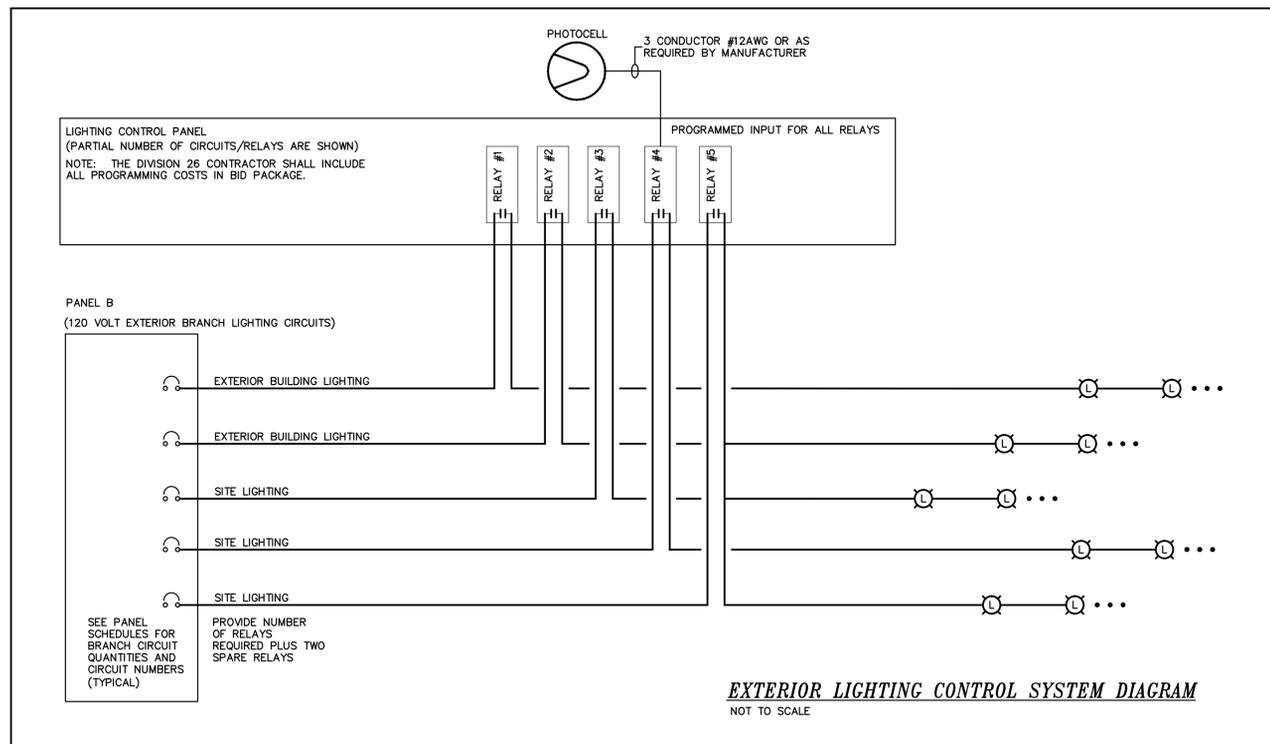 PHOTOCELL
3 CONDUCTOR #12AWG OR AS
REQUIRED BY MANUFACTURER
LIGHTING CONTROL PANEL
(PARTIAL NUMBER OF CIRCUITS/RELAYS ARE SHOWN)
NOTE: THE DIVISION 26 CONTRACTOR SHALL INCLUDE
ALL PROGRAMMING COSTS IN BID PACKAGE.
PROGRAMMED INPUT FOR ALL RELAYS
RELAY #1
RELAY #2
RELAY #3
RELAY #4
RELAY #5
PANEL B
(120 VOLT EXTERIOR BRANCH LIGHTING CIRCUITS)
EXTERIOR BUILDING LIGHTING
L
L
EXTERIOR BUILDING LIGHTING
L
L
SITE LIGHTING
L
L
SITE LIGHTING
L
L
SITE LIGHTING
L
L
SEE PANEL
SCHEDULES FOR
BRANCH CIRCUIT
QUANTITIES AND
CIRCUIT NUMBERS
(TYPICAL)
PROVIDE NUMBER
OF RELAYS
REQUIRED PLUS TWO
SPARE RELAYS
EXTERIOR LIGHTING CONTROL SYSTEM DIAGRAM
NOT TO SCALE